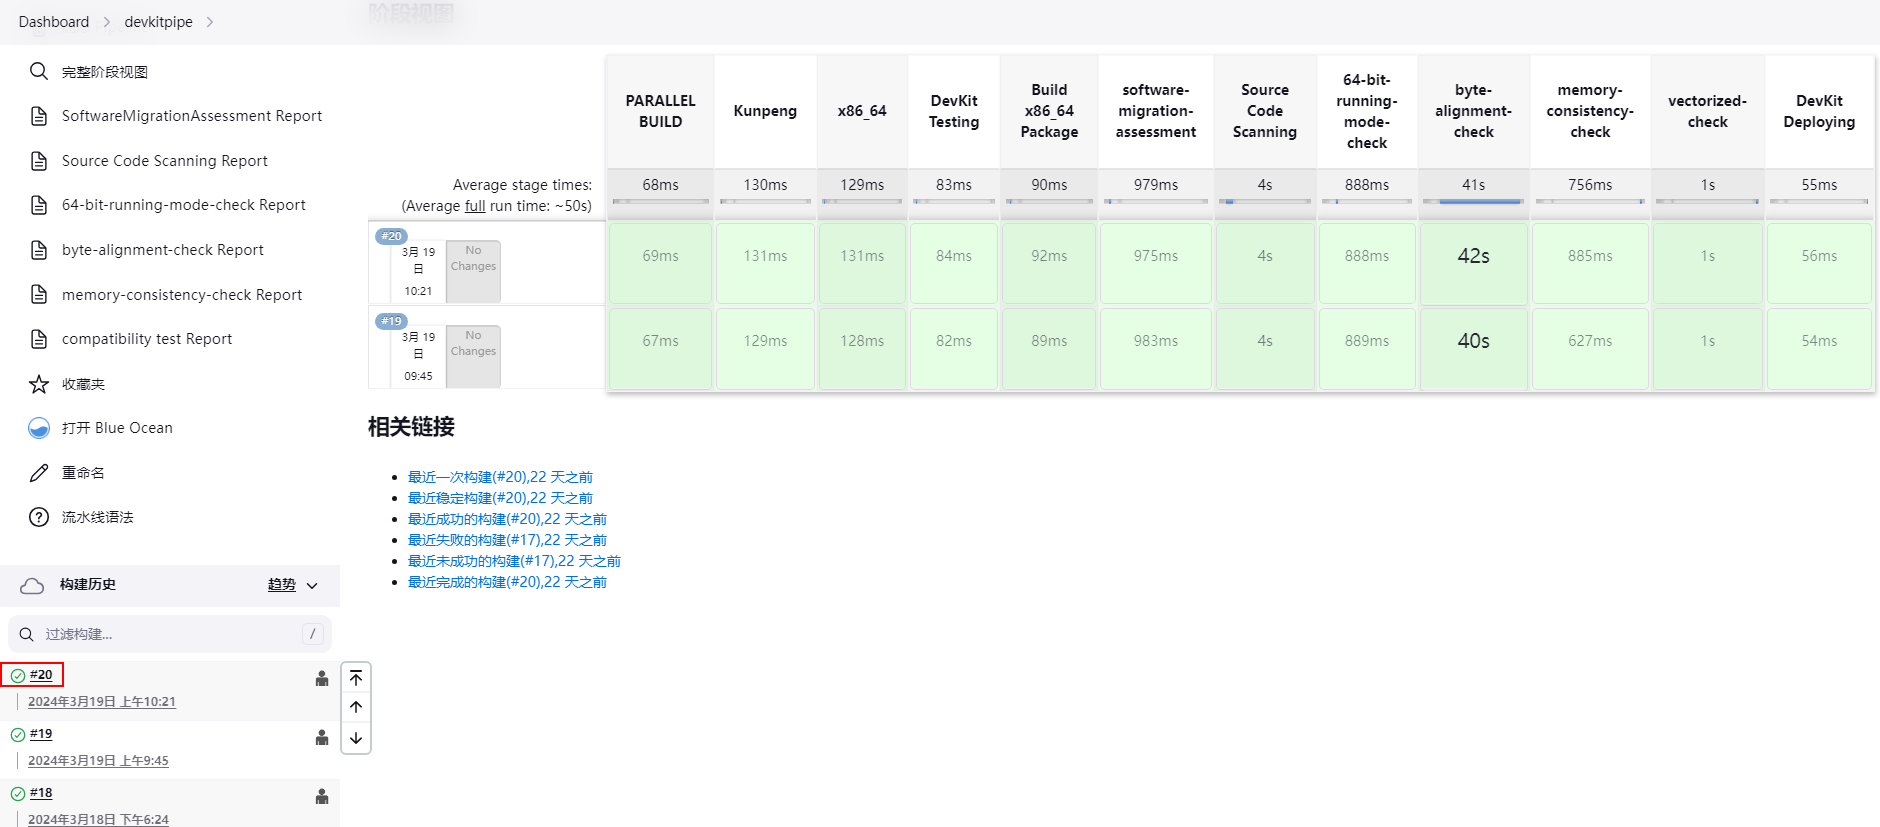 Dashboard
devkitpipe
阶段视图
完整阶段视图
SoftwareMigrationAssessment Report
Source Code Scanning Report
64-bit-running-mode-check Report
byte-alignment-check Report
memory-consistency-check Report
compatibility test Report
收藏夹
打开 Blue Ocean
重命名
流水线语法
构建历史
趋势
过滤构建...
/
#20
2024年3月19日 上午10:21
#19
2024年3月19日 上午9:45
#18
2024年3月18日 下午6:24
PARALLEL
BUILD
Kunpeng
x86_64
DevKit
Testing
Build
x86_64
Package
software-
migration-
assessment
Source
Code
Scanning
64-bit-
running-
mode-
check
byte-
alignment-
check
memory-
consistency-
check
vectorized-
check
DevKit
Deploying
Average stage times:
(Average full run time: ~50s)
68ms
130ms
129ms
83ms
90ms
979ms
4s
888ms
41s
756ms
1s
55ms
#20
3月 19
日
10:21
No
Changes
69ms
131ms
131ms
84ms
92ms
975ms
4s
888ms
42s
885ms
1s
56ms
#19
3月 19
日
09:45
No
Changes
67ms
129ms
128ms
82ms
89ms
983ms
4s
889ms
40s
627ms
1s
54ms
相关链接
最近一次构建(#20),22 天之前
最近稳定构建(#20),22 天之前
最近成功的构建(#20),22 天之前
最近失败的构建(#17),22 天之前
最近未成功的构建(#17),22 天之前
最近完成的构建(#20),22 天之前